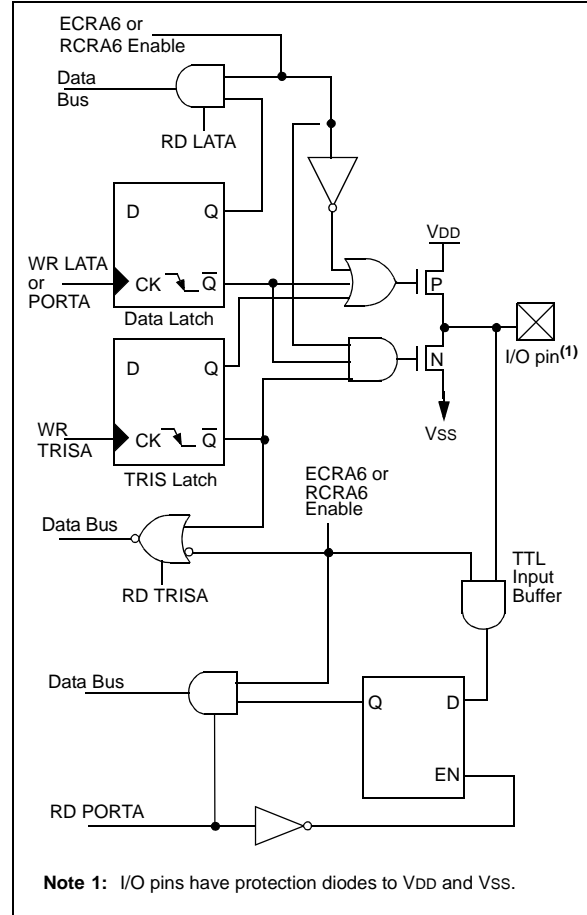 ECRA6 or
RCRA6 Enable
Data
Bus
RD LATA
D Q
WR LATA
or
PORTA
CK Q
Data Latch
VDD
P
I/O pin(1)
N
VSS
D Q
WR
TRISA
CK Q
TRIS Latch
ECRA6 or
RCRA6
Enable
Data Bus
RD TRISA
TTL
Input
Buffer
Data Bus
Q D
EN
RD PORTA
Note 1: I/O pins have protection diodes to VDD and VSS.